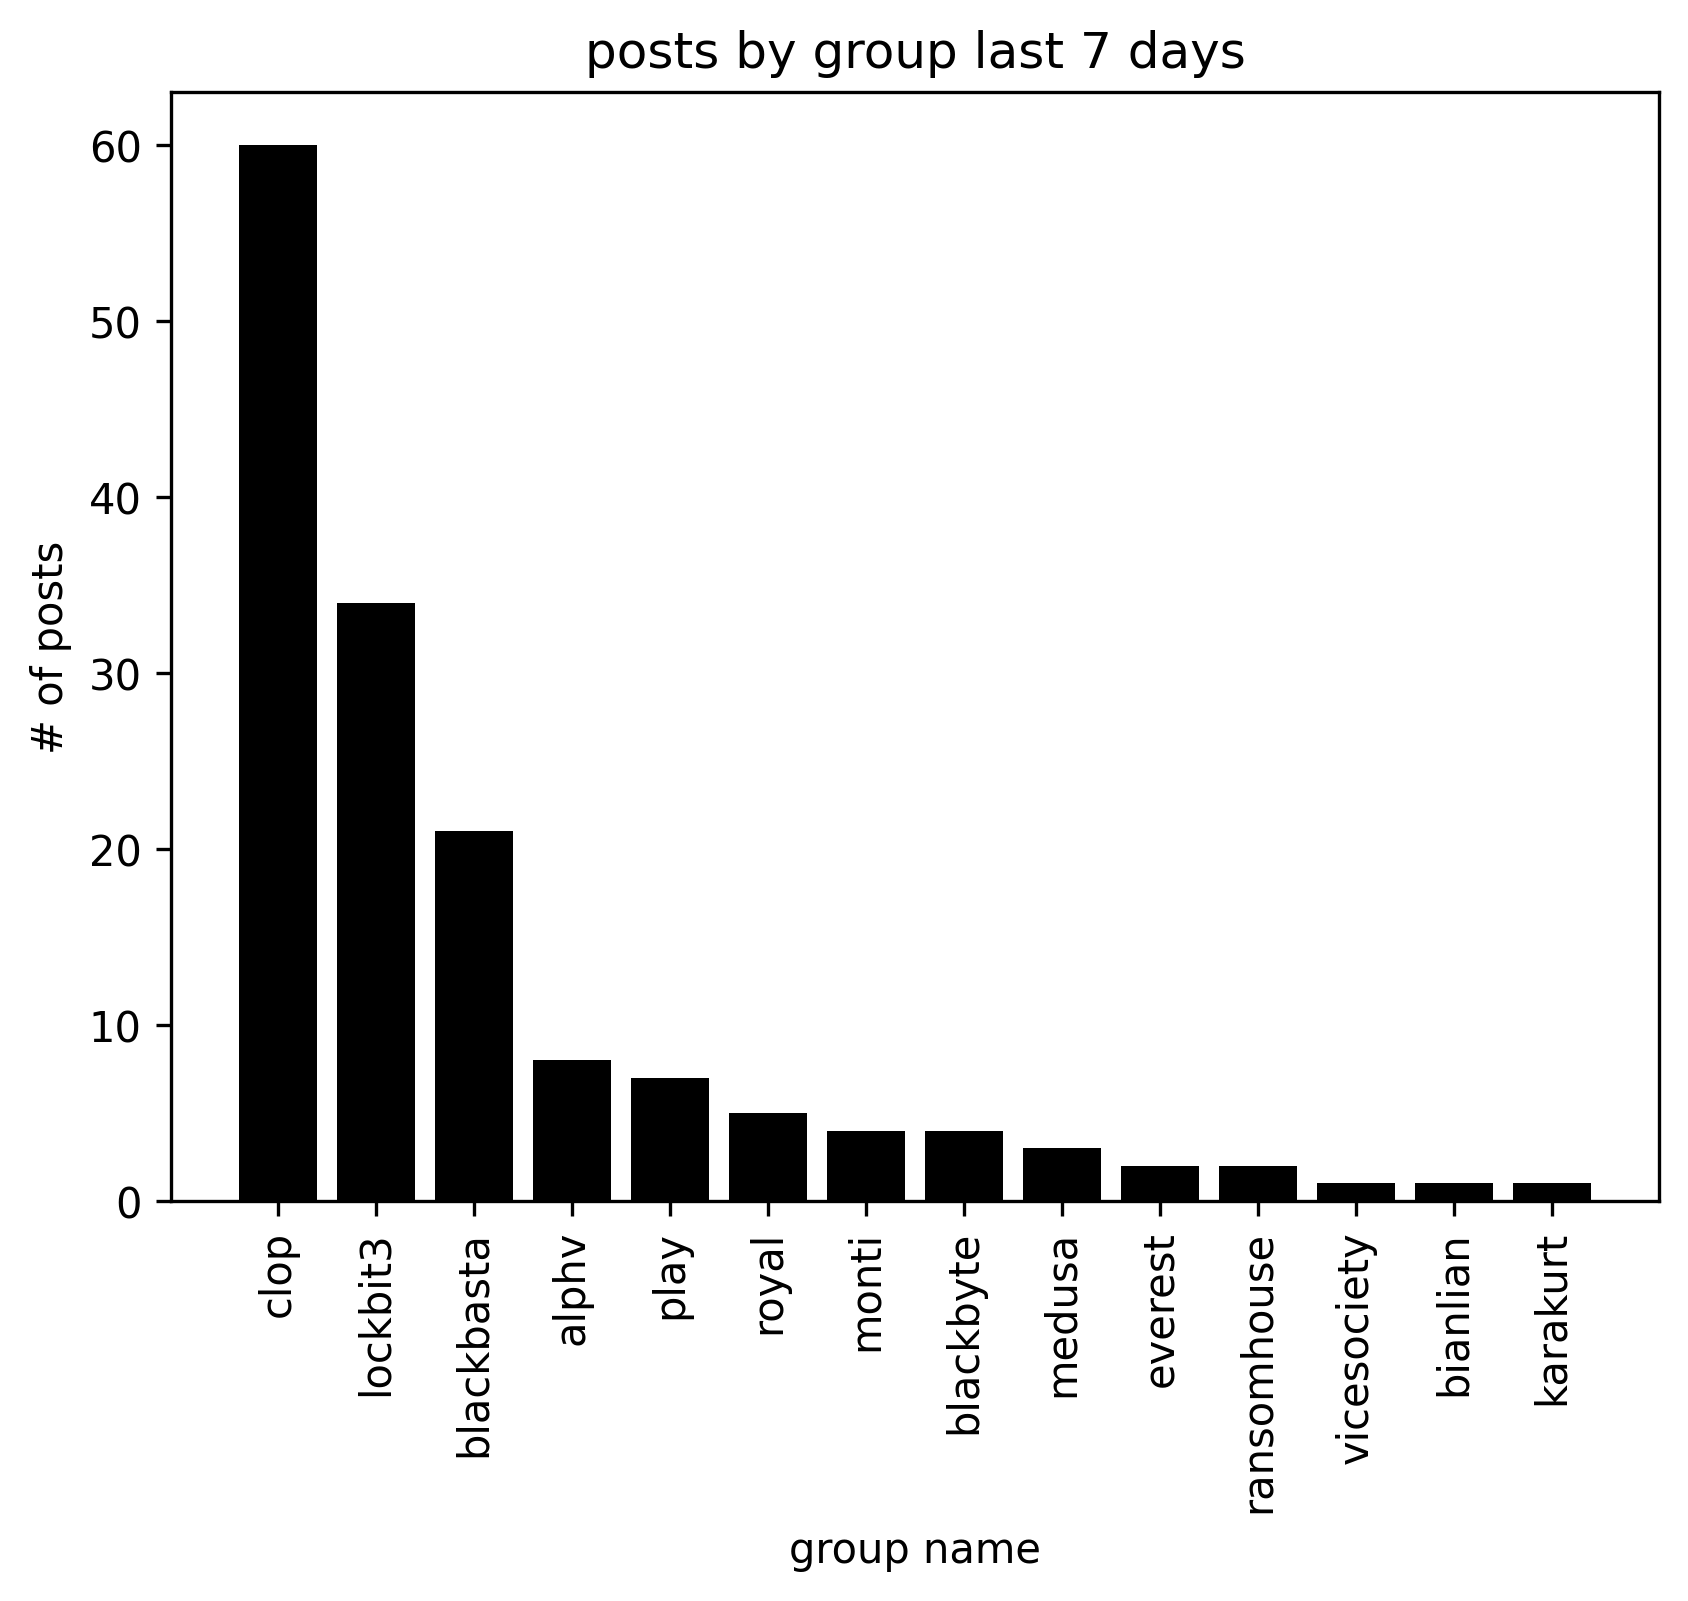 posts by group last 7 days
# of posts
60
50
40
30
20
10
0
clop
lockbit3
blackbasta
alphv
play
royal
monti
blackbyte
medusa
everest
ransomhouse
vicesociety
bianlian
karakurt
group name